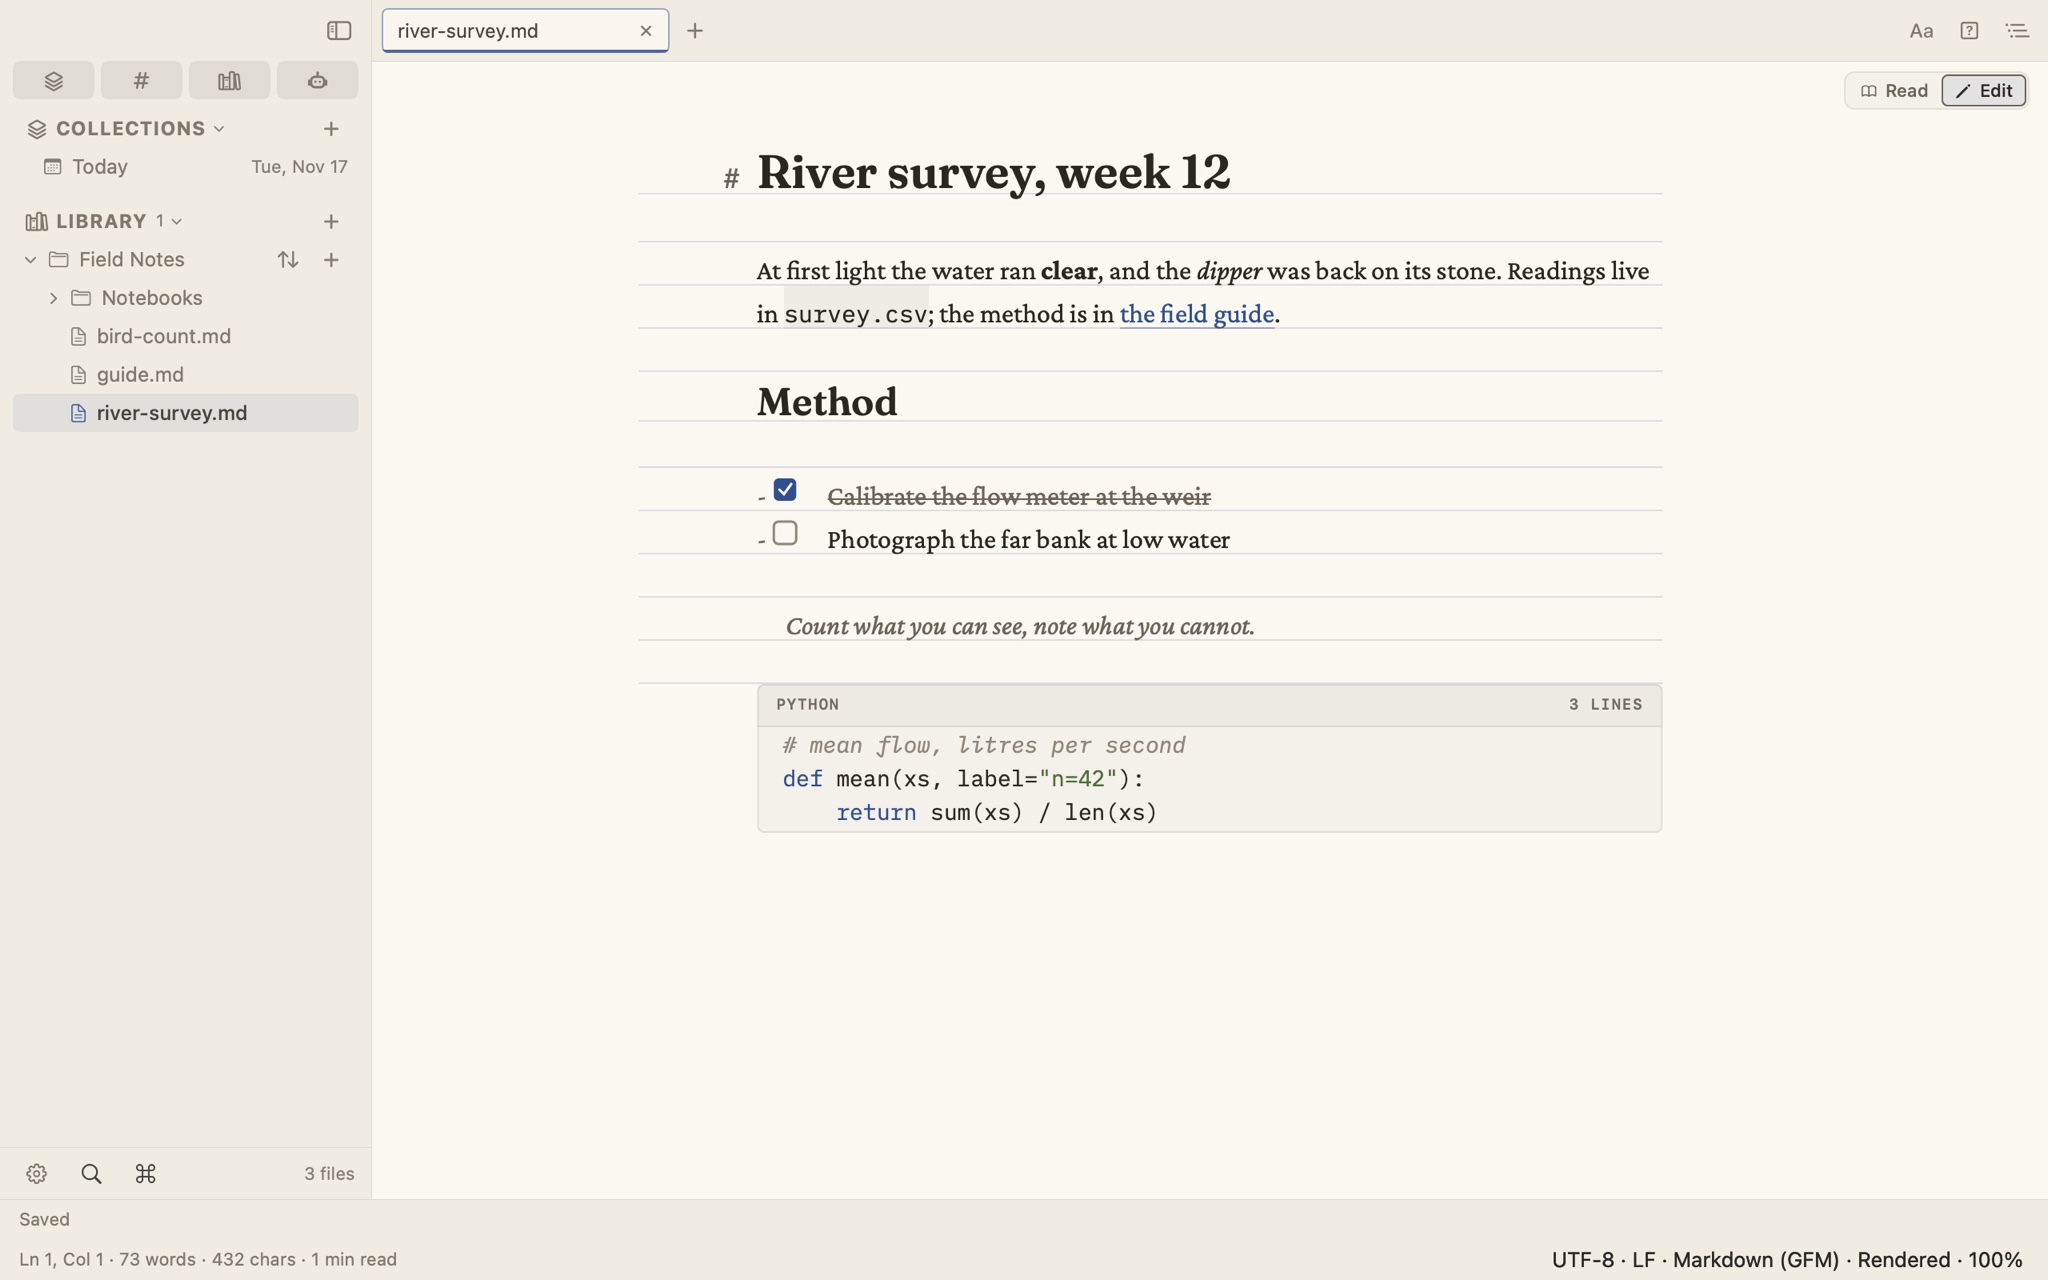 river-survey.md
Aa
Read
Edit
#
COLLECTIONS
Today
Tue, Nov 17
LIBRARY 1
Field Notes
Notebooks
bird-count.md
guide.md
river-survey.md
# River survey, week 12
At first light the water ran clear, and the dipper was back on its stone. Readings live
in survey.csv; the method is in the field guide.
Method
- Calibrate the flow meter at the weir
- Photograph the far bank at low water
Count what you can see, note what you cannot.
PYTHON
3 LINES
# mean flow, litres per second
def mean(xs, label="n=42"):
    return sum(xs) / len(xs)
3 files
Saved
Ln 1, Col 1 · 73 words · 432 chars · 1 min read
UTF-8 · LF · Markdown (GFM) · Rendered · 100%